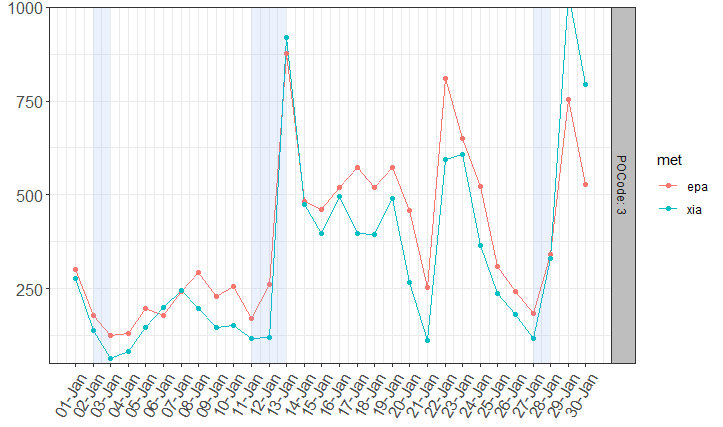 1000
750
500
250
POCode: 3
met
epa
xia
01-Jan
02-Jan
03-Jan
04-Jan
05-Jan
06-Jan
07-Jan
08-Jan
09-Jan
10-Jan
11-Jan
12-Jan
13-Jan
14-Jan
15-Jan
16-Jan
17-Jan
18-Jan
19-Jan
20-Jan
21-Jan
22-Jan
23-Jan
24-Jan
25-Jan
26-Jan
27-Jan
28-Jan
29-Jan
30-Jan